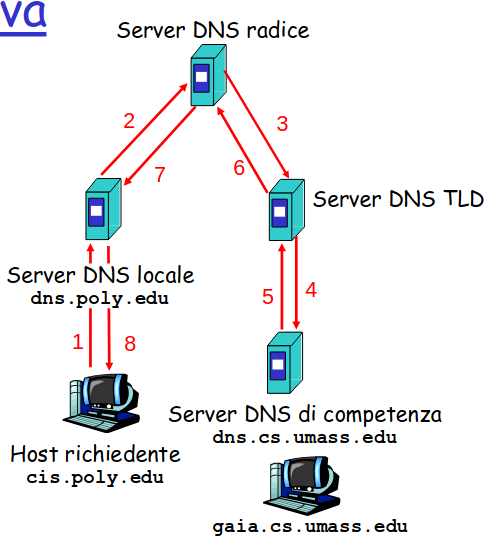 va
Server DNS radice
2
3
7
6
Server DNS TLD
Server DNS locale
dns.poly.edu
5
4
1
8
Server DNS di competenza
dns.cs.umass.edu
Host richiedente
cis.poly.edu
gaia.cs.umass.edu